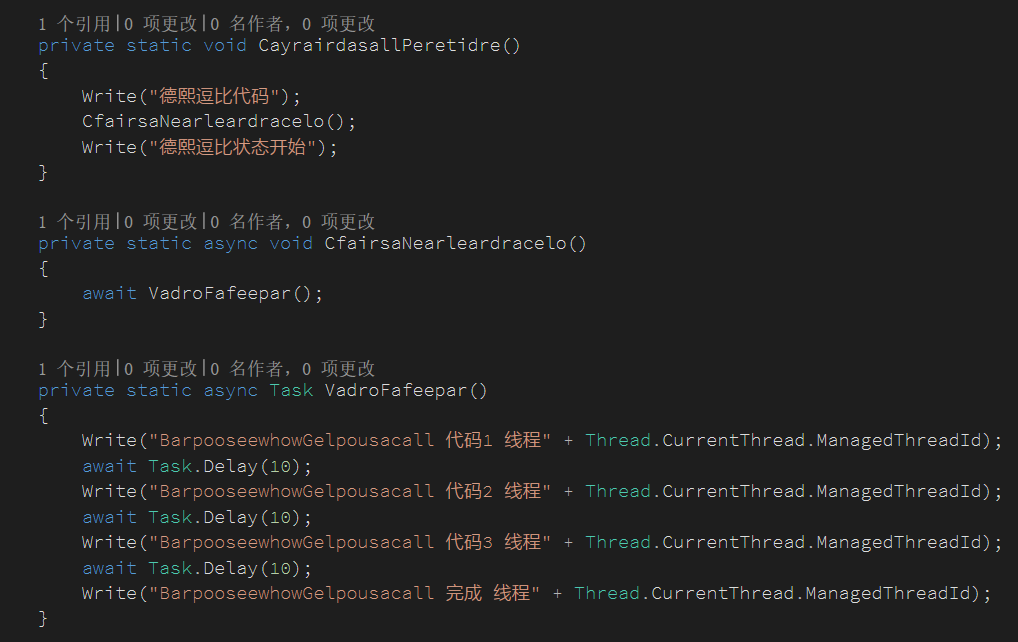 1 个引用|0 项更改|0 名作者，0 项更改
private static void CayrairdasallPeretidre()
{
    Write("德熙逗比代码");
    CfairsaNearleardracelo();
    Write("德熙逗比状态开始");
}
1 个引用|0 项更改|0 名作者，0 项更改
private static async void CfairsaNearleardracelo()
{
    await VadroFafeepar();
}
1 个引用|0 项更改|0 名作者，0 项更改
private static async Task VadroFafeepar()
{
    Write("BarpooseewhowGelpousacall 代码1 线程" + Thread.CurrentThread.ManagedThreadId);
    await Task.Delay(10);
    Write("BarpooseewhowGelpousacall 代码2 线程" + Thread.CurrentThread.ManagedThreadId);
    await Task.Delay(10);
    Write("BarpooseewhowGelpousacall 代码3 线程" + Thread.CurrentThread.ManagedThreadId);
    await Task.Delay(10);
    Write("BarpooseewhowGelpousacall 完成 线程" + Thread.CurrentThread.ManagedThreadId);
}